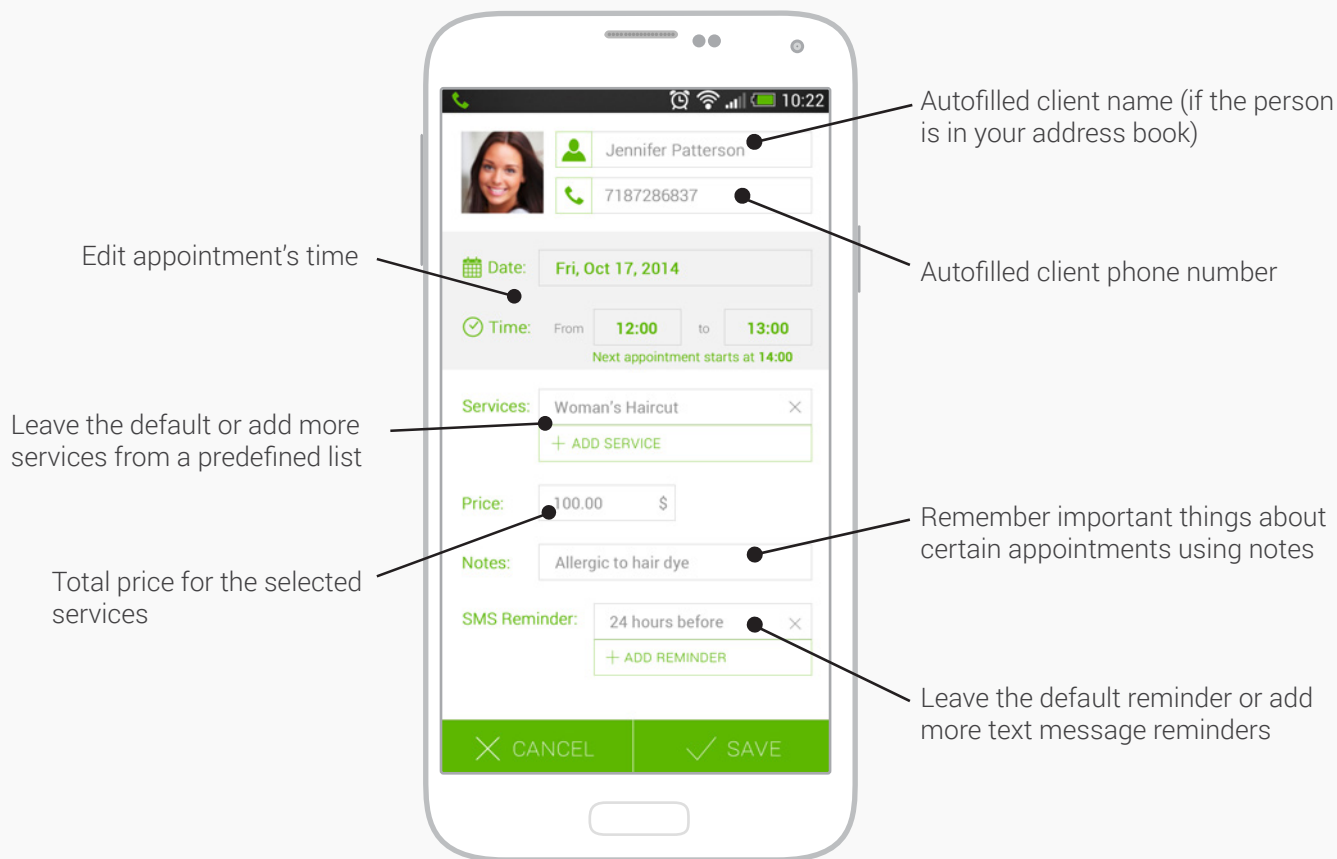 10:22
Autofilled client name (if the person
is in your address book)
Jennifer Patterson
7187286837
Autofilled client phone number
Edit appointment's time
Date: Fri, Oct 17, 2014
Time: From 12:00 to 13:00
Next appointment starts at 14:00
Leave the default or add more
services from a predefined list
Services: Woman's Haircut
+ ADD SERVICE
Price: 100.00 $
Total price for the selected
services
Remember important things about
certain appointments using notes
Notes: Allergic to hair dye
SMS Reminder: 24 hours before
+ ADD REMINDER
Leave the default reminder or add
more text message reminders
CANCEL SAVE